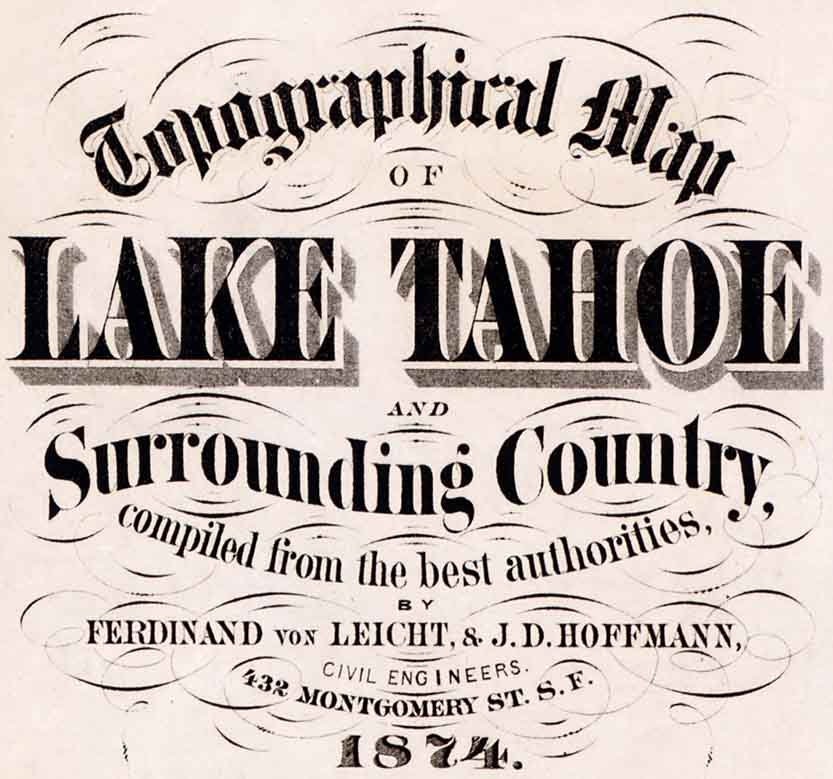 Topographical Map
OF
LAKE TAHOE
AND
Surrounding Country,
compiled from the best authorities,
BY
FERDINAND VON LEICHT, & J. D. HOFFMANN,
CIVIL ENGINEERS.
432 MONTGOMERY ST. S. F.
1874.